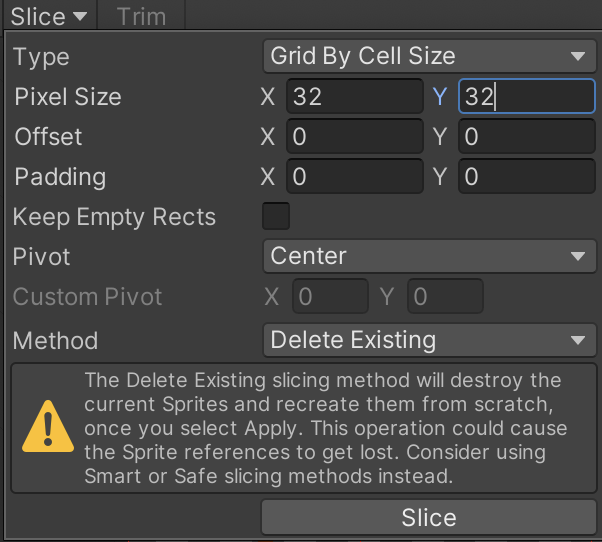 Slice Trim
Type Grid By Cell Size
Pixel Size X 32 Y 32
Offset X 0 Y 0
Padding X 0 Y 0
Keep Empty Rects
Pivot Center
Custom Pivot X 0 Y 0
Method Delete Existing
The Delete Existing slicing method will destroy the
current Sprites and recreate them from scratch,
once you select Apply. This operation could cause
the Sprite references to get lost. Consider using
Smart or Safe slicing methods instead.
Slice